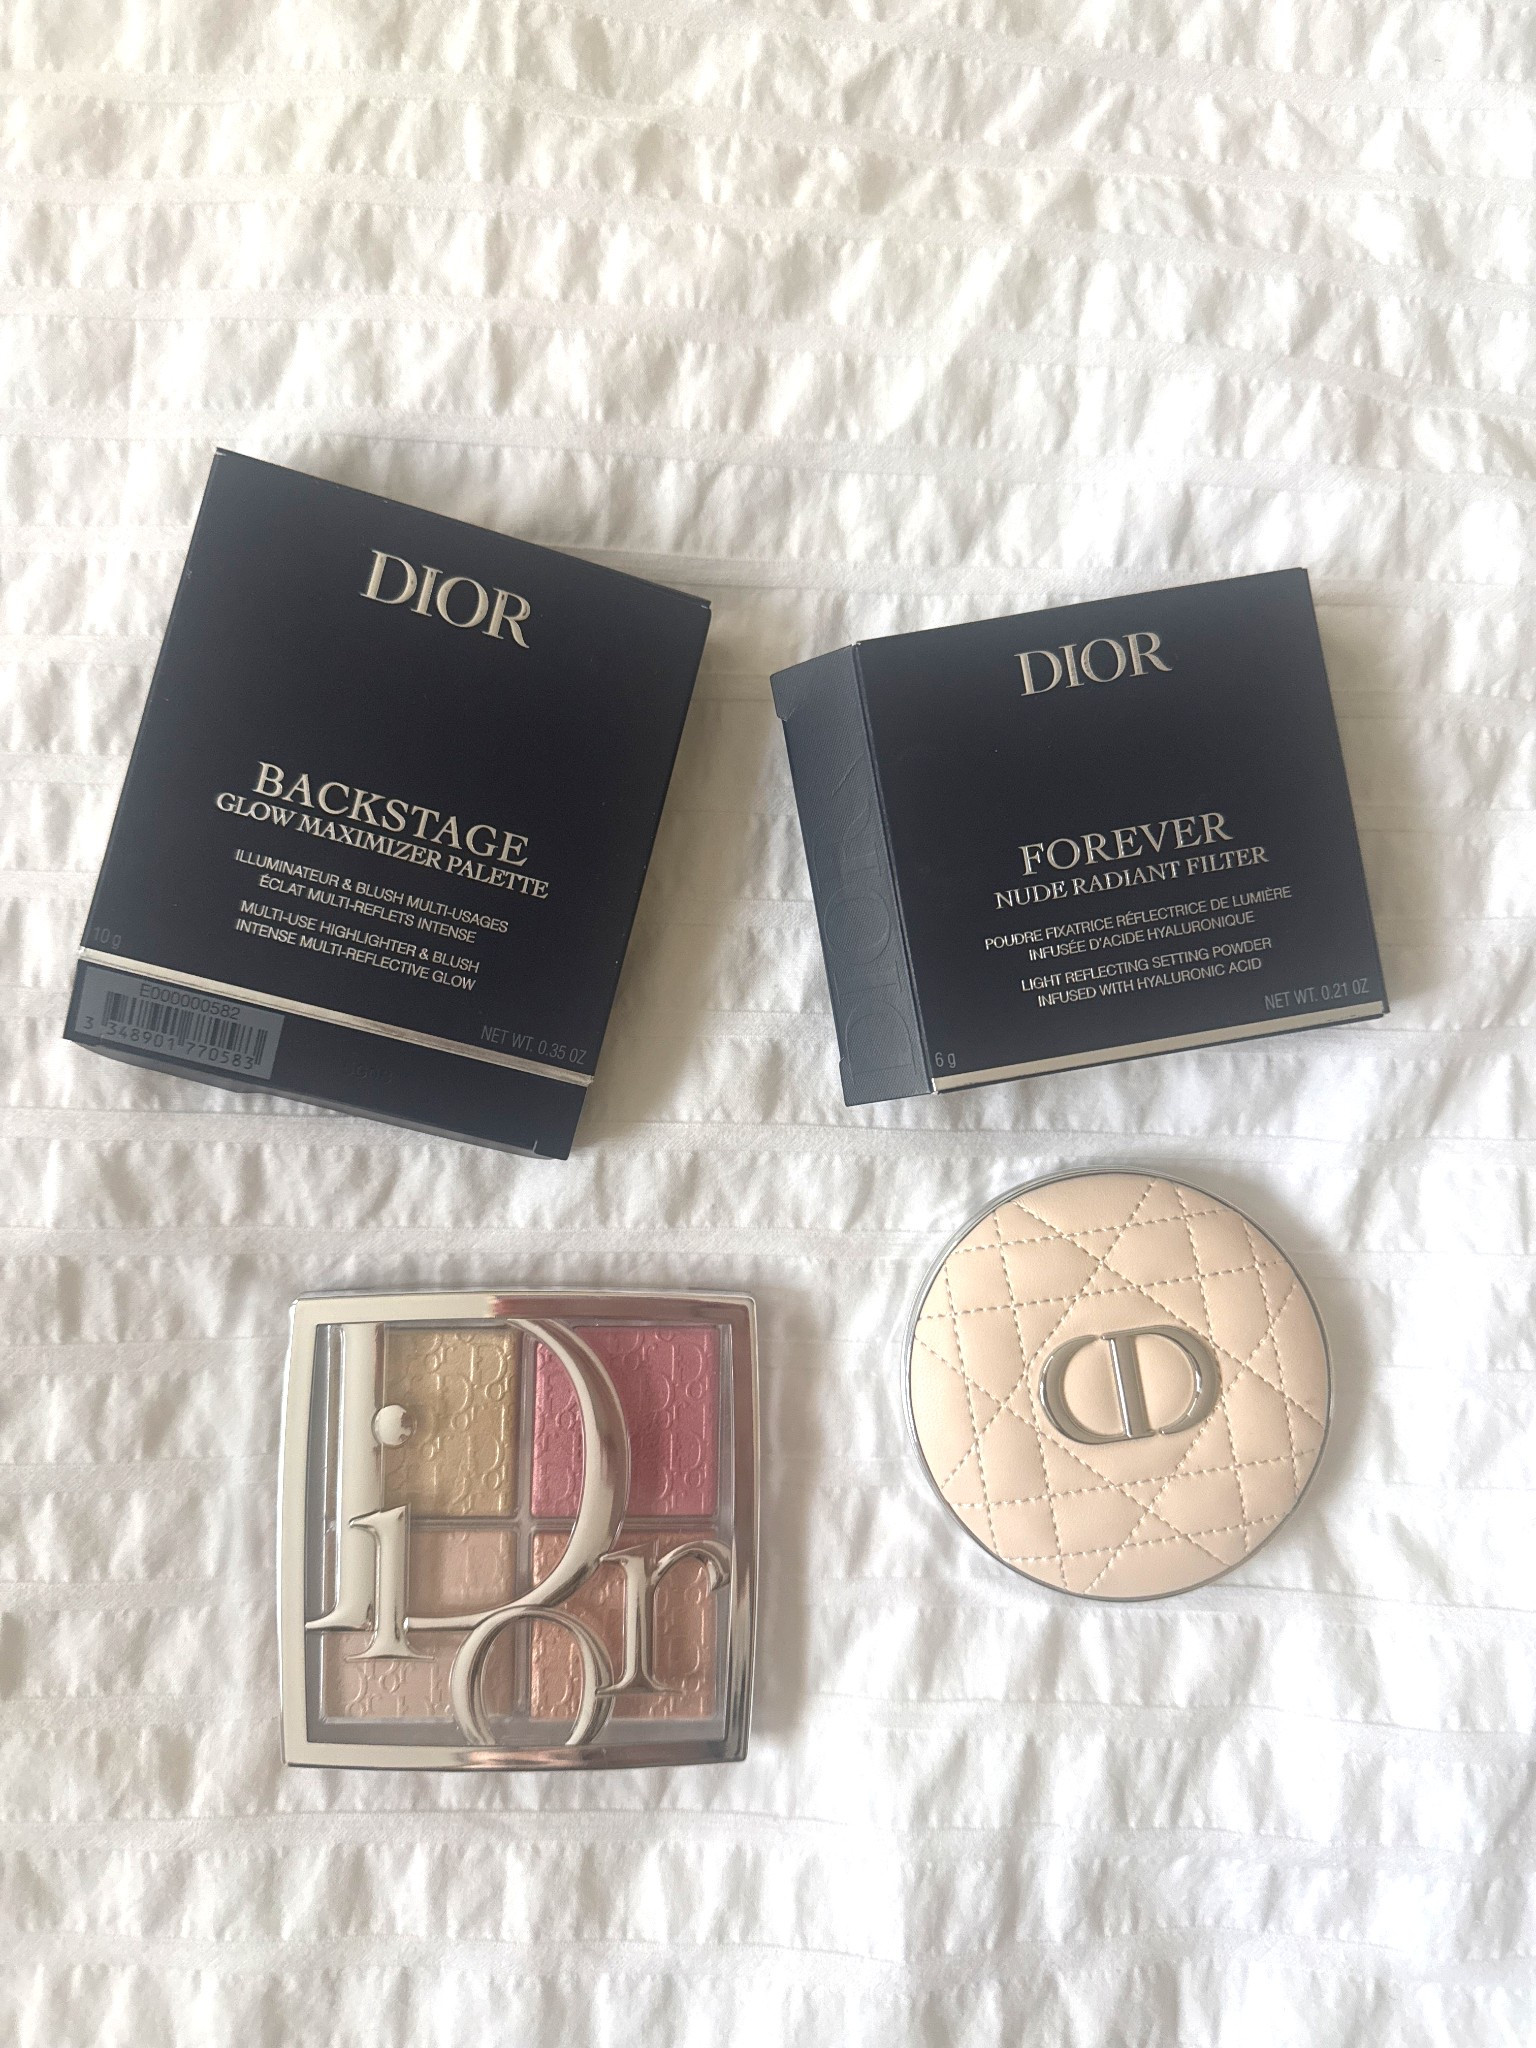 DIOR
BACKSTAGE
GLOW MAXIMIZER PALETTE
ILLUMINATEUR & BLUSH MULTI-USAGES
ÉCLAT MULTI-REFLETS INTENSE
MULTI-USE HIGHLIGHTER & BLUSH
INTENSE MULTI-REFLECTIVE GLOW
10 g
NET WT. 0.35 OZ
E000000582
3 348901 770583
DIOR
DIOR
FOREVER
NUDE RADIANT FILTER
POUDRE FIXATRICE RÉFLECTRICE DE LUMIÈRE
INFUSÉE D'ACIDE HYALURONIQUE
LIGHT REFLECTING SETTING POWDER
INFUSED WITH HYALURONIC ACID
6 g
NET WT. 0.21 OZ
Dior
CD